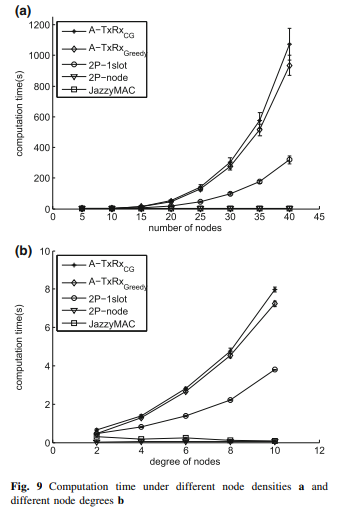 (a)
1200
1000
800
600
400
200
0
computation time(s)
A-TxRxCG
A-TxRxGreedy
2P-1slot
2P-node
JazzyMAC
0 5 10 15 20 25 30 35 40 45
number of nodes
(b)
10
8
6
4
2
0
computation time(s)
A-TxRxCG
A-TxRxGreedy
2P-1slot
2P-node
JazzyMAC
0 2 4 6 8 10 12
degree of nodes
Fig. 9 Computation time under different node densities a and
different node degrees b